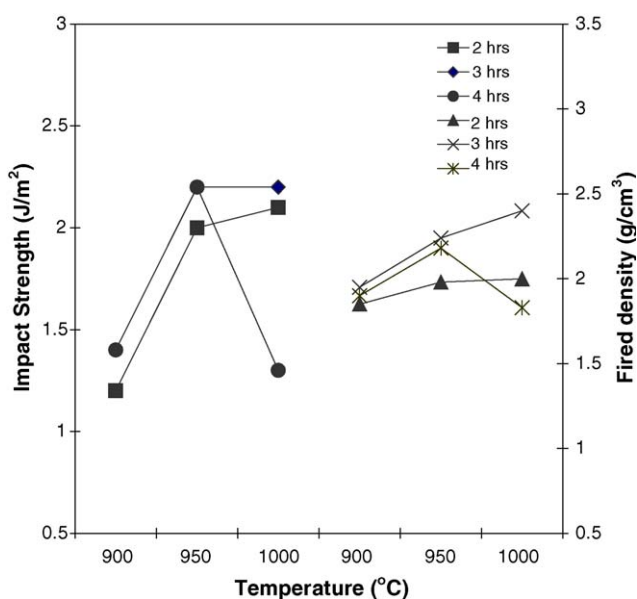 3
2.5
2
1.5
1
0.5
Impact Strength (J/m²)
2 hrs
3 hrs
4 hrs
2 hrs
3 hrs
4 hrs
3.5
3
2.5
2
1.5
1
0.5
Fired density (g/cm³)
900 950 1000 900 950 1000
Temperature (°C)